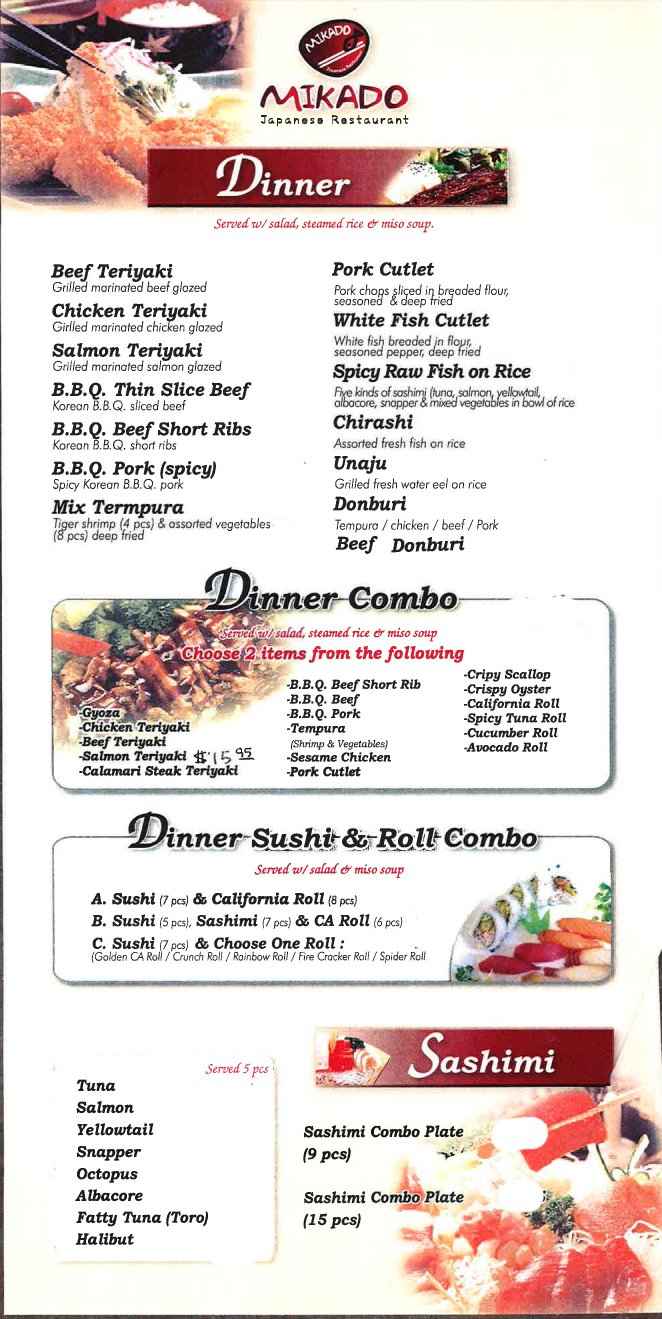 MIKADO
Japanese Restaurant
MIKADO
Japanese Restaurant
Dinner
Served w/ salad, steamed rice & miso soup.
Beef Teriyaki
Grilled marinated beef glazed
Chicken Teriyaki
Girlled marinated chicken glazed
Salmon Teriyaki
Grilled marinated salmon glazed
B.B.Q. Thin Slice Beef
Korean B.B.Q. sliced beef
B.B.Q. Beef Short Ribs
Korean B.B.Q. short ribs
B.B.Q. Pork (spicy)
Spicy Korean B.B.Q. pork
Mix Termpura
Tiger shrimp (4 pcs) & assorted vegetables
(8 pcs) deep fried
Pork Cutlet
Pork chops sliced in breaded flour,
seasoned & deep fried
White Fish Cutlet
White fish breaded in flour,
seasoned pepper, deep fried
Spicy Raw Fish on Rice
Five kinds of sashimi (tuna, salmon, yellowtail,
albacore, snapper & mixed vegetables in bowl of rice
Chirashi
Assorted fresh fish on rice
Unaju
Grilled fresh water eel on rice
Donburi
Tempura / chicken / beef / Pork
Beef Donburi
Dinner Combo
Served w/ salad, steamed rice & miso soup
Choose 2 items from the following
-Gyoza
-Chicken Teriyaki
-Beef Teriyaki
-Salmon Teriyaki $15 95
-Calamari Steak Teriyaki
-B.B.Q. Beef Short Rib
-B.B.Q. Beef
-B.B.Q. Pork
-Tempura
(Shrimp & Vegetables)
-Sesame Chicken
-Pork Cutlet
-Cripy Scallop
-Crispy Oyster
-California Roll
-Spicy Tuna Roll
-Cucumber Roll
-Avocado Roll
Dinner Sushi & Roll Combo
Served w/ salad & miso soup
A. Sushi (7 pcs) & California Roll (8 pcs)
B. Sushi (5 pcs), Sashimi (7 pcs) & CA Roll (6 pcs)
C. Sushi (7 pcs) & Choose One Roll :
(Golden CA Roll / Crunch Roll / Rainbow Roll / Fire Cracker Roll / Spider Roll
Served 5 pcs
Tuna
Salmon
Yellowtail
Snapper
Octopus
Albacore
Fatty Tuna (Toro)
Halibut
Sashimi
Sashimi Combo Plate
(9 pcs)
Sashimi Combo Plate
(15 pcs)